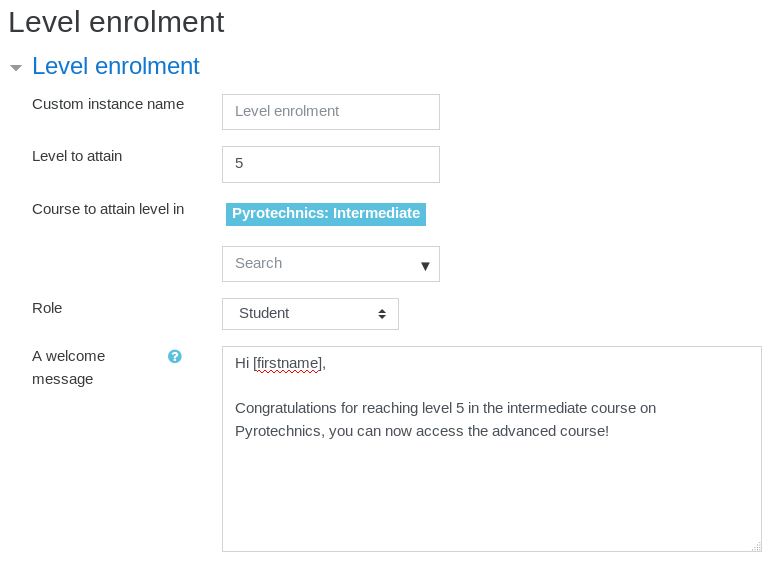 Level enrolment
Level enrolment
Custom instance name
Level enrolment
Level to attain
5
Course to attain level in
Pyrotechnics: Intermediate
Search
Role
Student
A welcome
message
Hi [firstname],
Congratulations for reaching level 5 in the intermediate course on
Pyrotechnics, you can now access the advanced course!